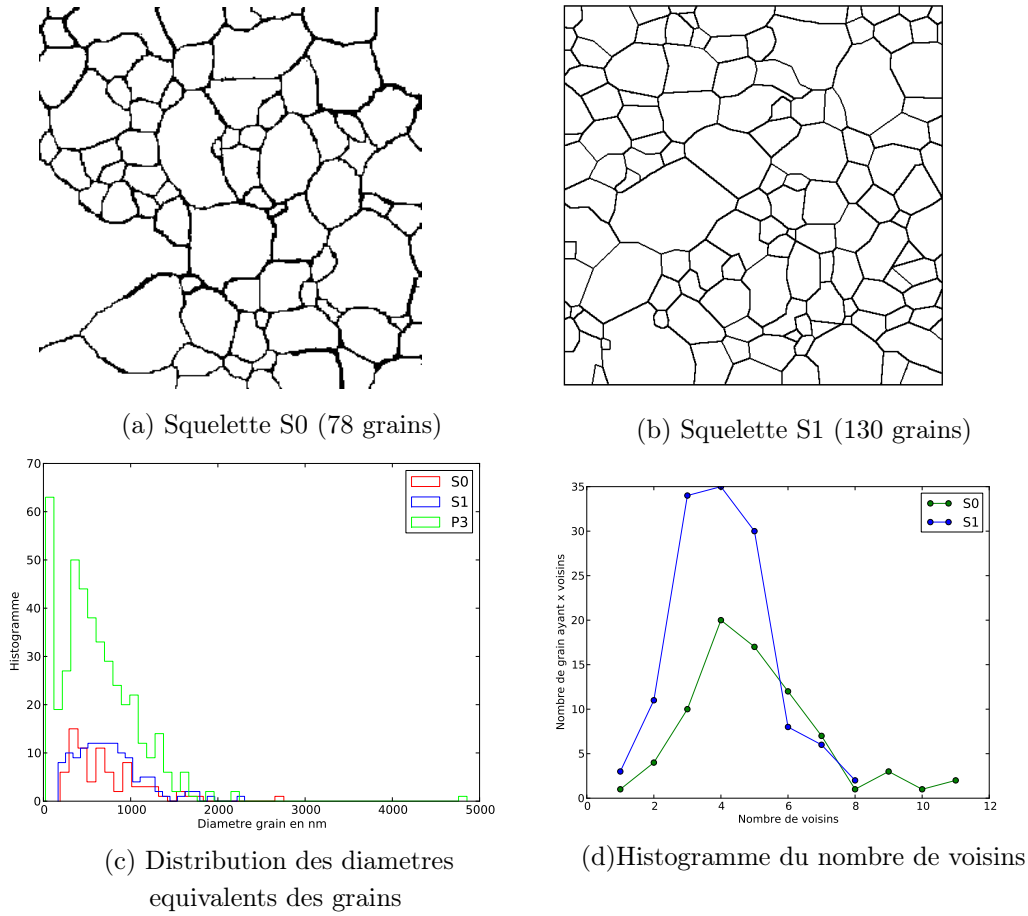 (a) Squelette S0 (78 grains)
(b) Squelette S1 (130 grains)
70
60
50
40
30
20
10
0
0
1000
2000
3000
4000
5000
Histogramme
Diametre grain en nm
S0
S1
P3
(c) Distribution des diametres
equivalents des grains
35
30
25
20
15
10
5
0
0
2
4
6
8
10
12
Nombre de grain ayant x voisins
Nombre de voisins
S0
S1
(d)Histogramme du nombre de voisins